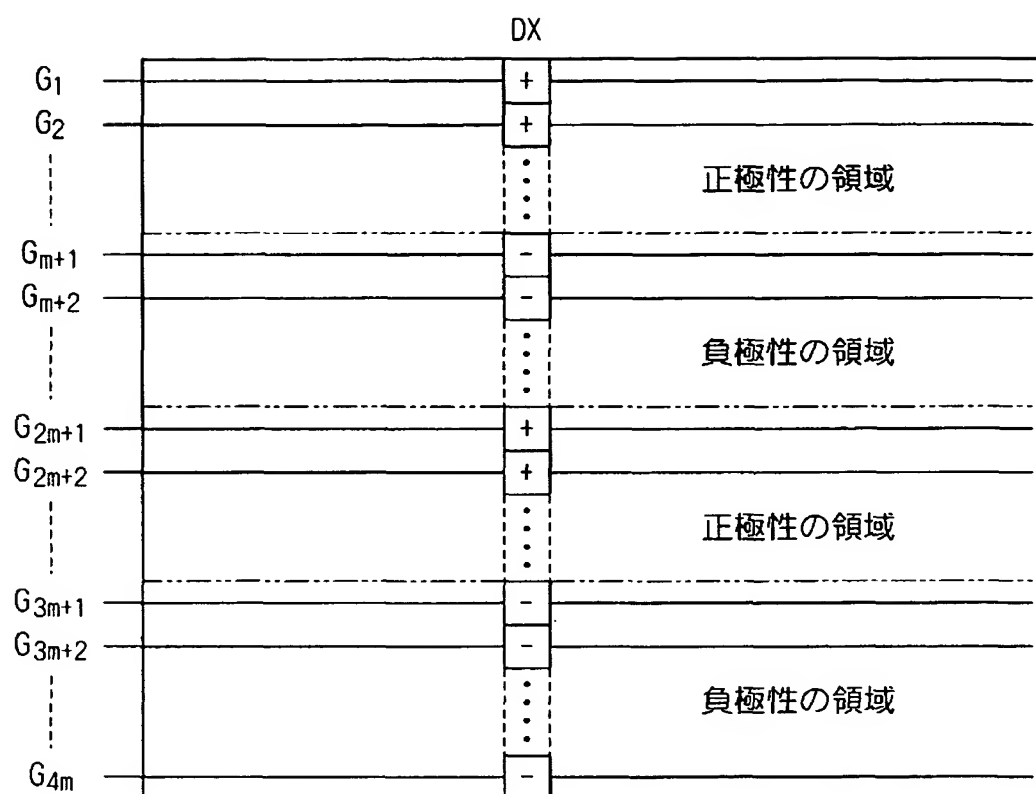 DX
G1 +
G2 +
正極性の領域
Gm+1 -
Gm+2 -
負極性の領域
G2m+1 +
G2m+2 +
正極性の領域
G3m+1 -
G3m+2 -
負極性の領域
G4m -